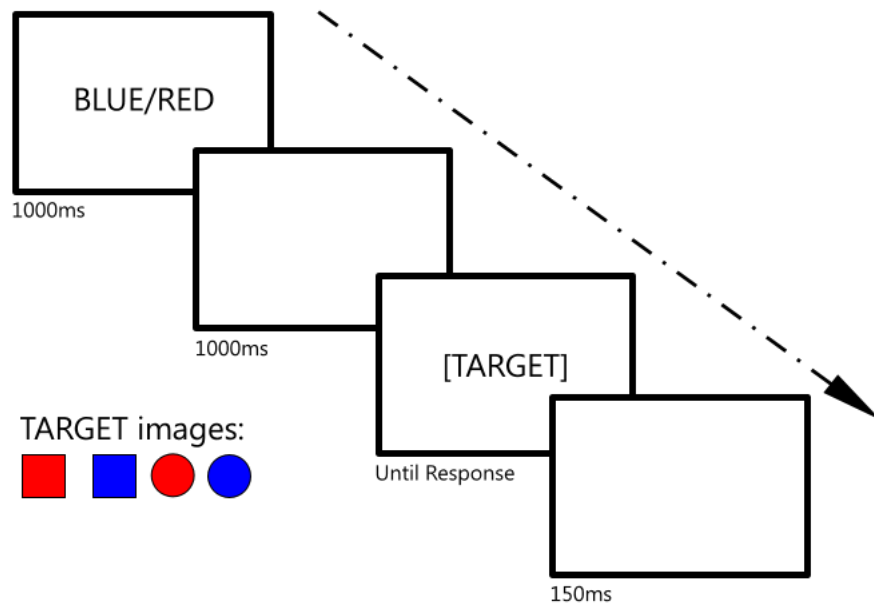 BLUE/RED
1000ms
1000ms
[TARGET]
Until Response
150ms
TARGET images: